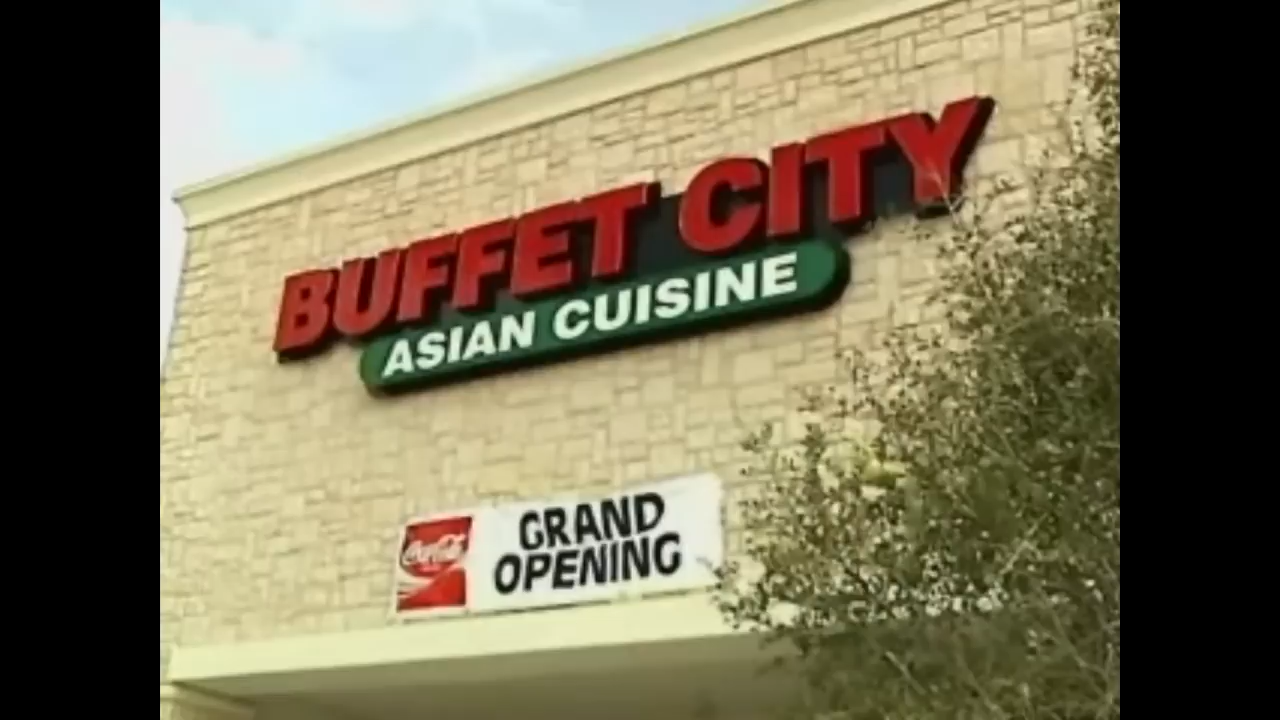 BUFFET CITY
ASIAN CUISINE
Coca-Cola
GRAND
OPENING